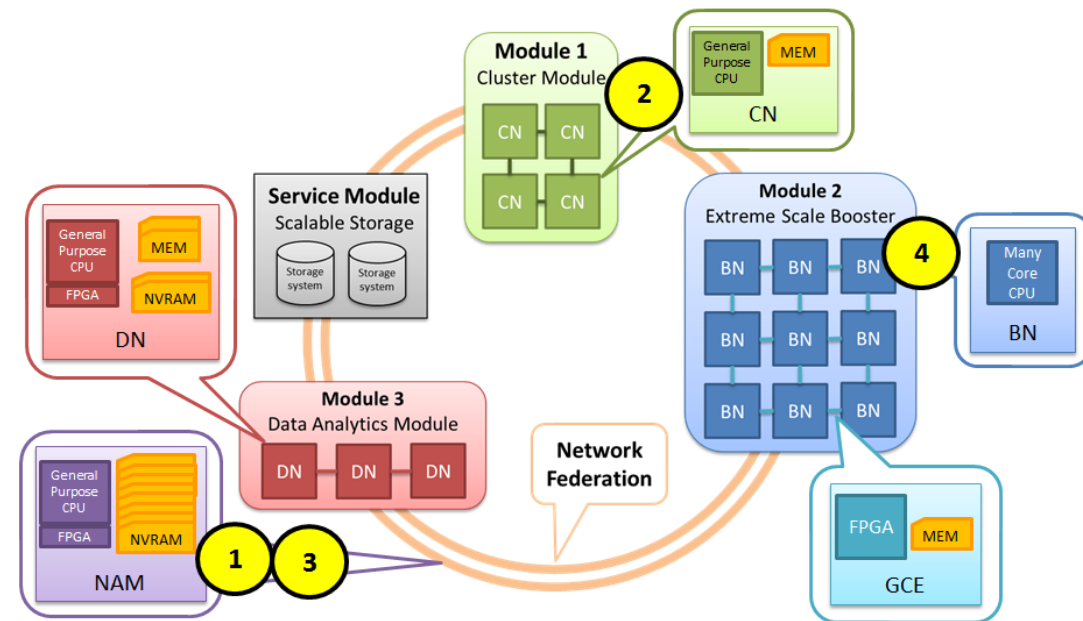 Module 1
Cluster Module
CN
CN
CN
CN
2
General
Purpose
CPU
MEM
CN
Service Module
Scalable Storage
Storage
system
Storage
system
Module 2
Extreme Scale Booster
BN
BN
BN
BN
BN
BN
BN
BN
BN
4
Many
Core
CPU
BN
General
Purpose
CPU
FPGA
MEM
NVRAM
DN
Module 3
Data Analytics Module
DN
DN
DN
Network
Federation
General
Purpose
CPU
FPGA
NVRAM
NAM
1
3
FPGA
MEM
GCE